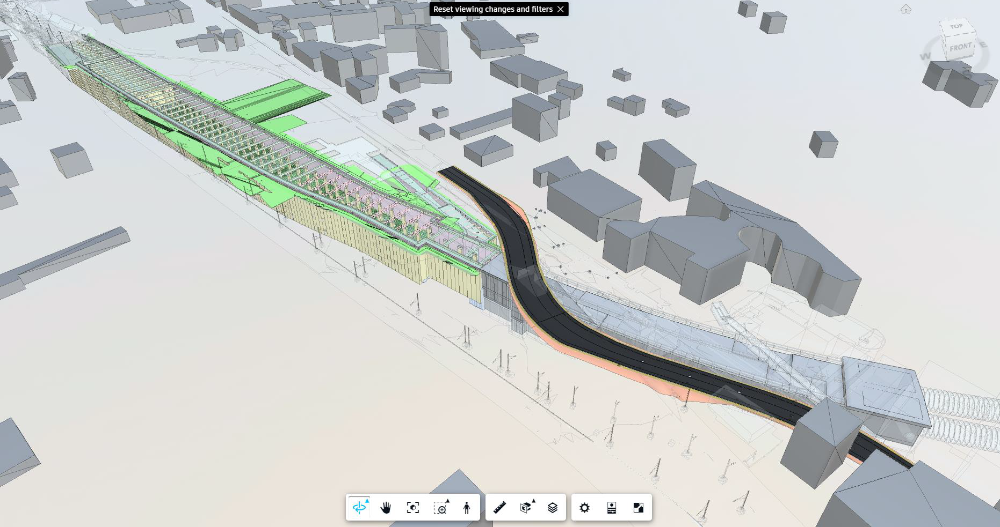 Reset viewing changes and filters
TOP
FRONT
W
E
S